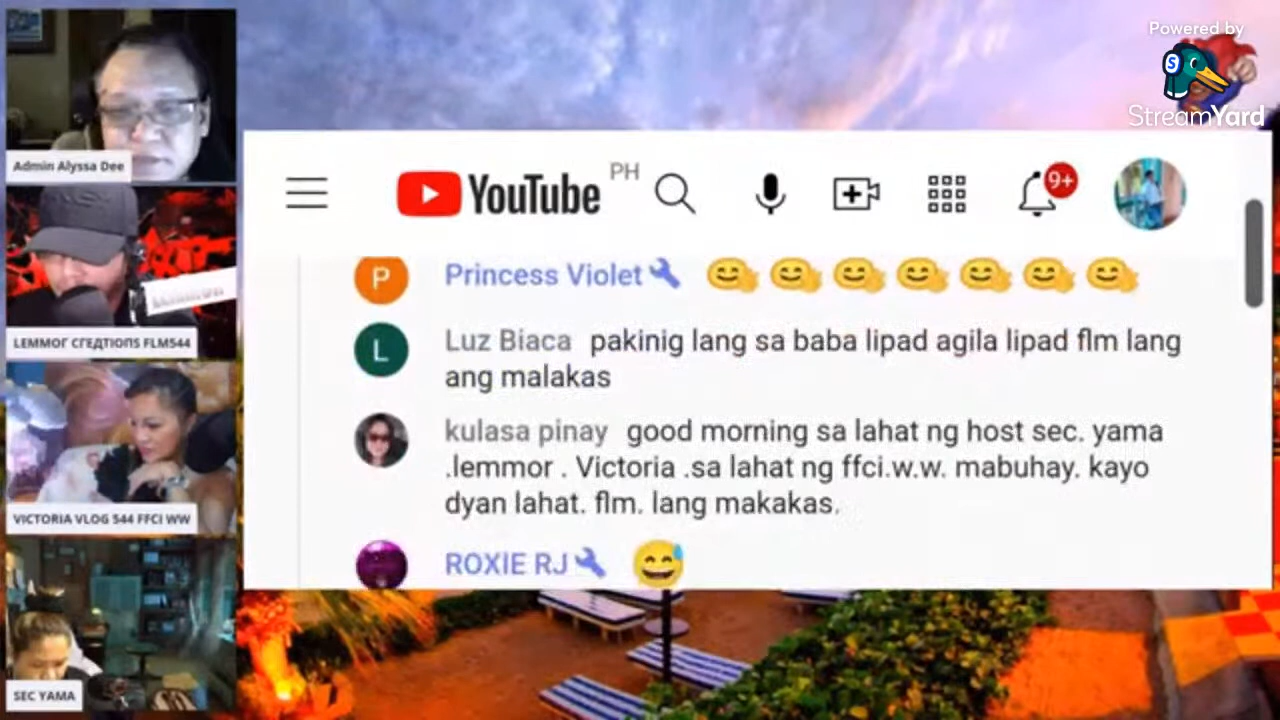 Powered by
StreamYard
Admin Alyssa Dee
LEMMOГ CГEДTIOПS FLM544
VICTORIA VLOG 544 FFCI WW
SEC YAMA
YouTube PH
9+
P Princess Violet
L Luz Biaca pakinig lang sa baba lipad agila lipad flm lang
ang malakas
kulasa pinay good morning sa lahat ng host sec. yama
.lemmor . Victoria .sa lahat ng ffci.w.w. mabuhay. kayo
dyan lahat. flm. lang makakas.
ROXIE RJ